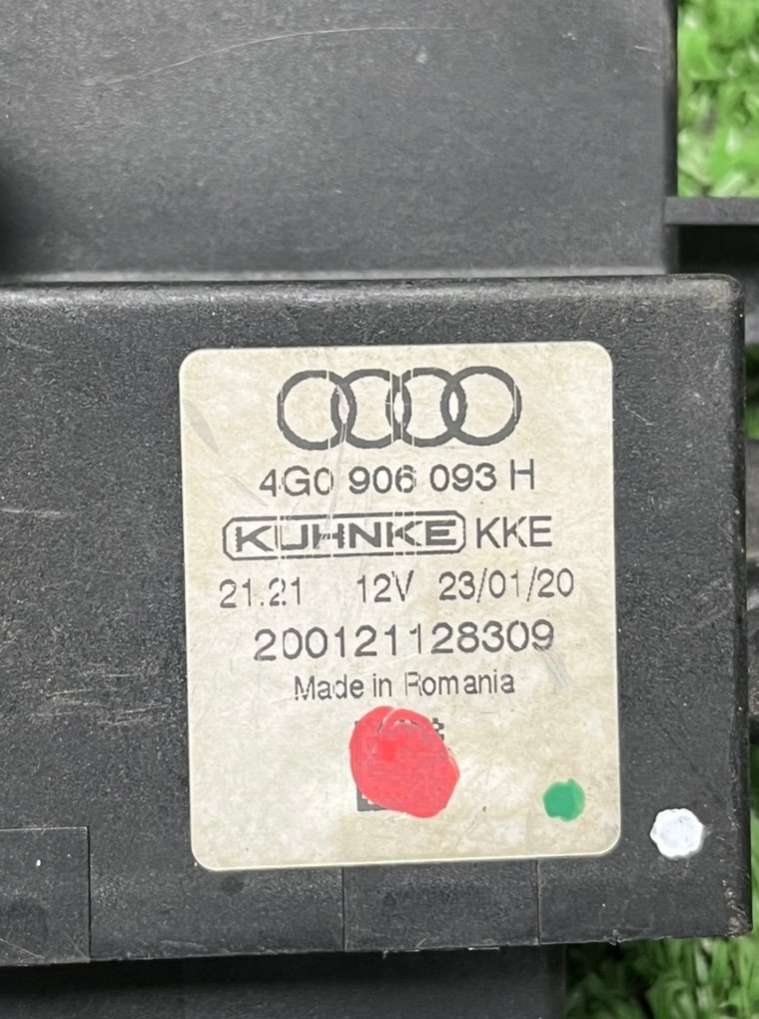 4G0 906 093 H
KUHNKE KKE
21.21 12V 23/01/20
200121128309
Made in Romania